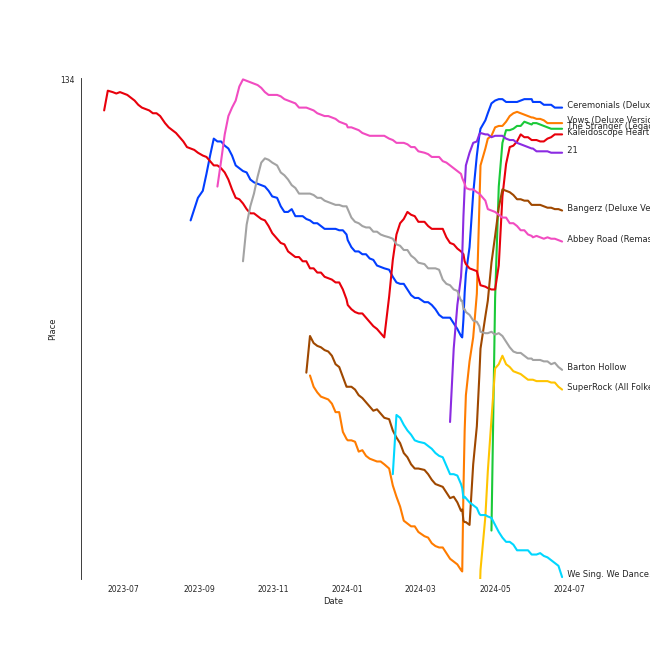 134
Ceremonials (Delux
Vows (Deluxe Versio
The Stranger (Legac
Kaleidoscope Heart
21
Bangerz (Deluxe Ve
Abbey Road (Remas
Barton Hollow
SuperRock (All Folke
We Sing. We Dance.
Place
2023-07 2023-09 2023-11 2024-01 2024-03 2024-05 2024-07
Date